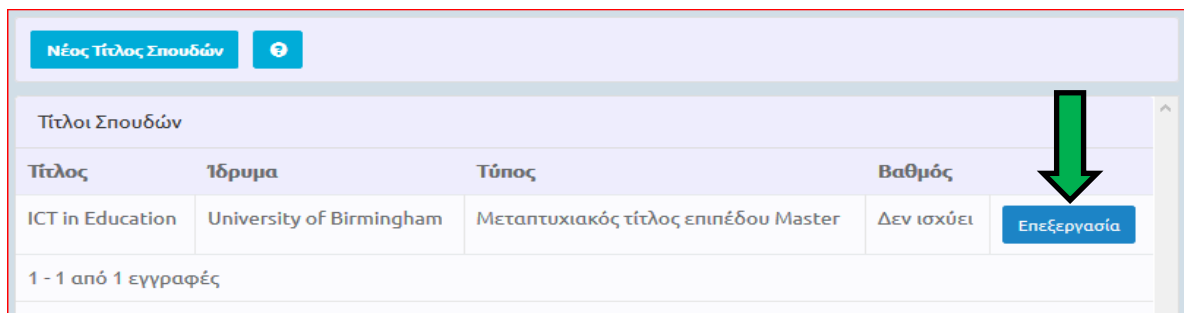 Νέος Τίτλος Σπουδών ?
Τίτλοι Σπουδών
Τίτλος Ίδρυμα Τύπος Βαθμός
ICT in Education University of Birmingham Μεταπτυχιακός τίτλος επιπέδου Master Δεν ισχύει Επεξεργασία
1 - 1 από 1 εγγραφές